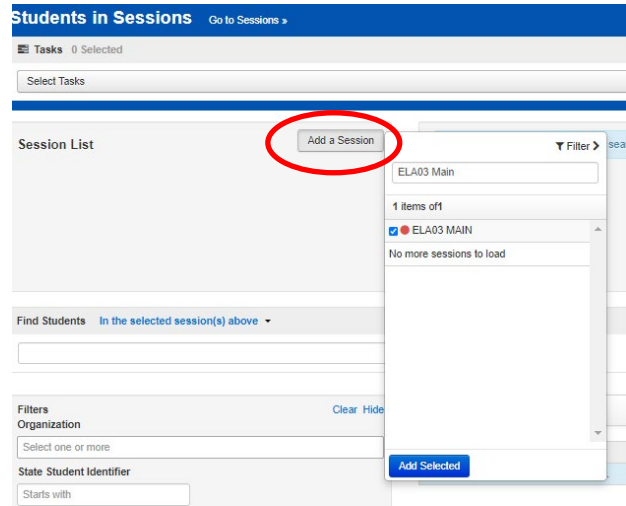 Students in Sessions Go to Sessions »
Tasks 0 Selected
Select Tasks
Session List
Add a Session
Filter
sea
ELA03 Main
1 items of1
ELA03 MAIN
No more sessions to load
Find Students In the selected session(s) above
Filters
Clear Hide
Organization
Select one or more
State Student Identifier
Starts with
Add Selected